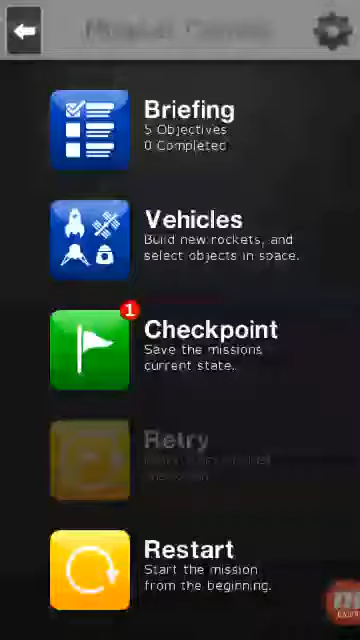 Briefing
5 Objectives
0 Completed
Vehicles
Build new rockets, and
select objects in space.
1
Checkpoint
Save the missions
current state.
Retry
Restart
Start the mission
from the beginning.